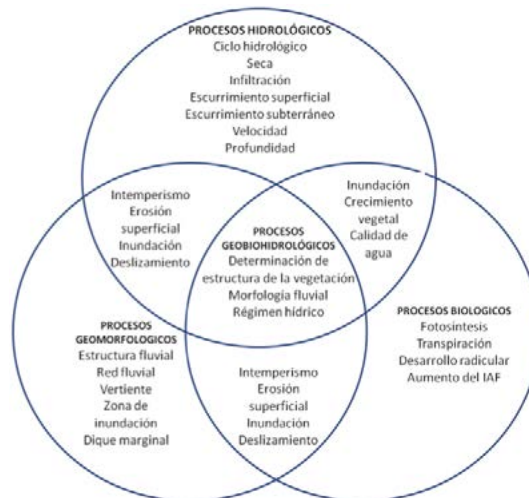 PROCESOS HIDROLÓGICOS
Ciclo hidrológico
Seca
Infiltración
Escurrimiento superficial
Escurrimiento subterráneo
Velocidad
Profundidad
Intemperismo
Erosión
superficial
Inundación
Deslizamiento
Inundación
Crecimiento
vegetal
Calidad de
agua
PROCESOS
GEOBIOHIDROLÓGICOS
Determinación de
estructura de la vegetación
Morfología fluvial
Régimen hídrico
PROCESOS
GEOMORFOLOGICOS
Estructura fluvial
Red fluvial
Vertiente
Zona de
inundación
Dique marginal
Intemperismo
Erosión
superficial
Inundación
Deslizamiento
PROCESOS BIOLOGICOS
Fotosintesis
Transpiración
Desarrollo radicular
Aumento del IAF